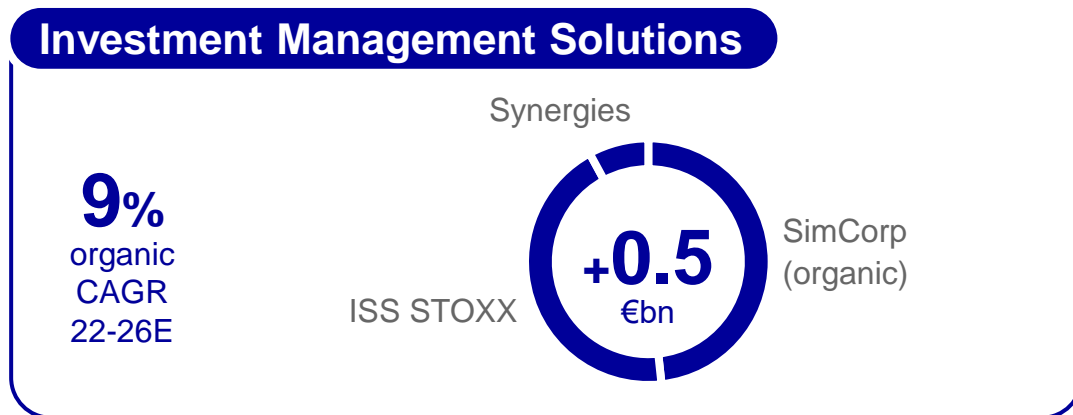 Investment Management Solutions
Synergies
9%
organic
CAGR
22-26E
+0.5
€bn
SimCorp
(organic)
ISS STOXX